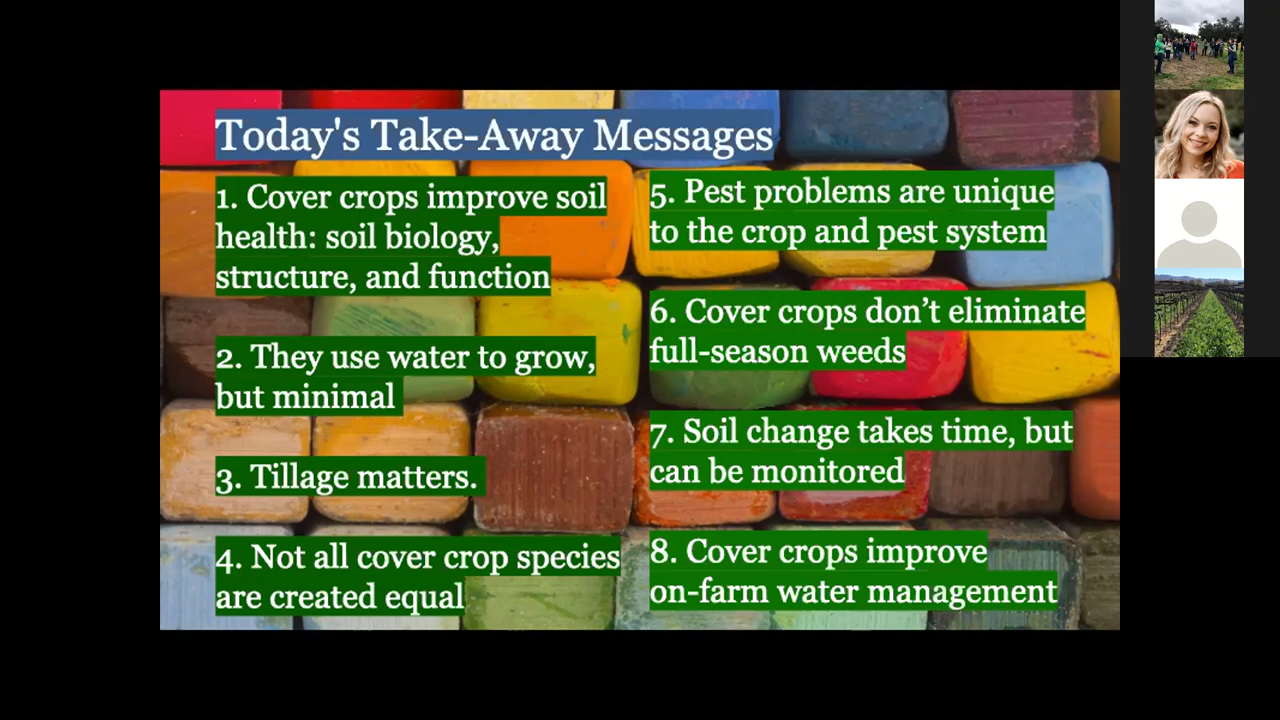 Today's Take-Away Messages
1. Cover crops improve soil
health: soil biology,
structure, and function
2. They use water to grow,
but minimal
3. Tillage matters.
4. Not all cover crop species
are created equal
5. Pest problems are unique
to the crop and pest system
6. Cover crops don’t eliminate
full-season weeds
7. Soil change takes time, but
can be monitored
8. Cover crops improve
on-farm water management